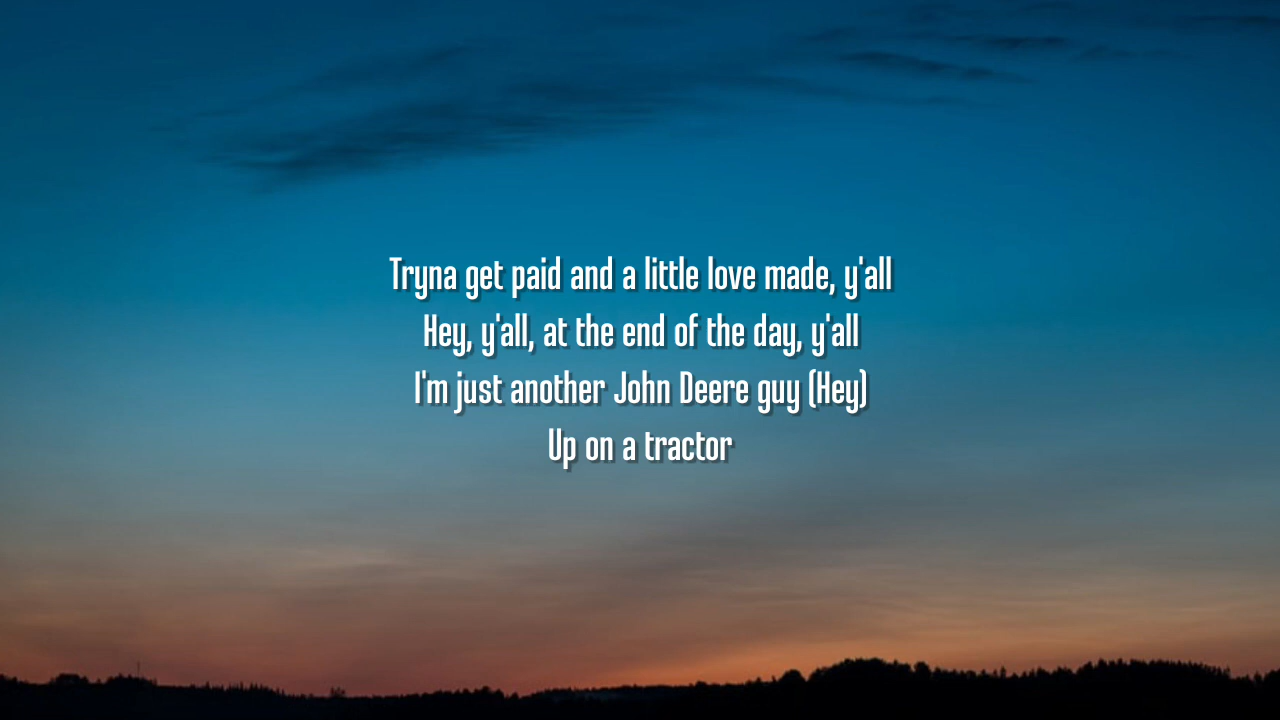 Tryna get paid and a little love made, y'all
Hey, y'all, at the end of the day, y'all
I'm just another John Deere guy (Hey)
Up on a tractor